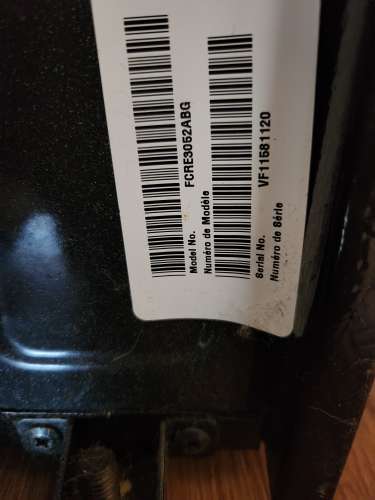 FCRE3052ABG
Model No.
Numéro de Modèle
VF11581120
Serial No.
Numéro de Série